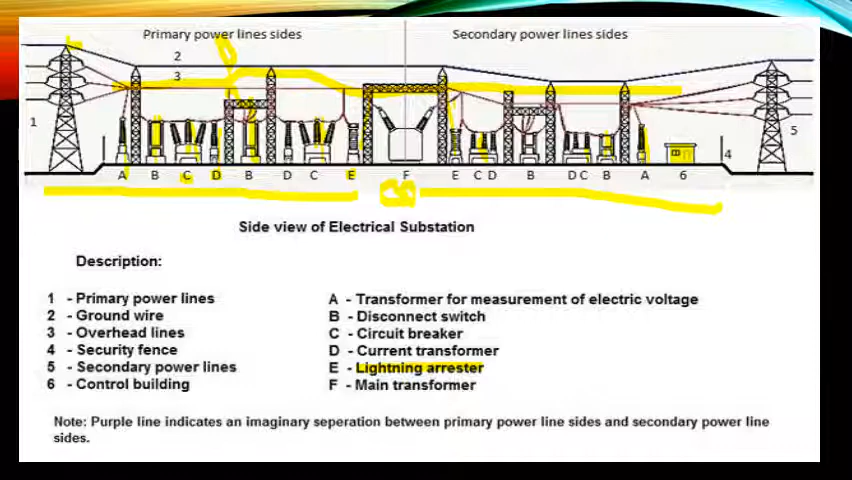 Primary power lines sides
Secondary power lines sides
2
3
1
5
4
A B C D B D C E F E C D B D C B A 6
Side view of Electrical Substation
Description:
1 - Primary power lines
2 - Ground wire
3 - Overhead lines
4 - Security fence
5 - Secondary power lines
6 - Control building
A - Transformer for measurement of electric voltage
B - Disconnect switch
C - Circuit breaker
D - Current transformer
E - Lightning arrester
F - Main transformer
Note: Purple line indicates an imaginary seperation between primary power line sides and secondary power line
sides.